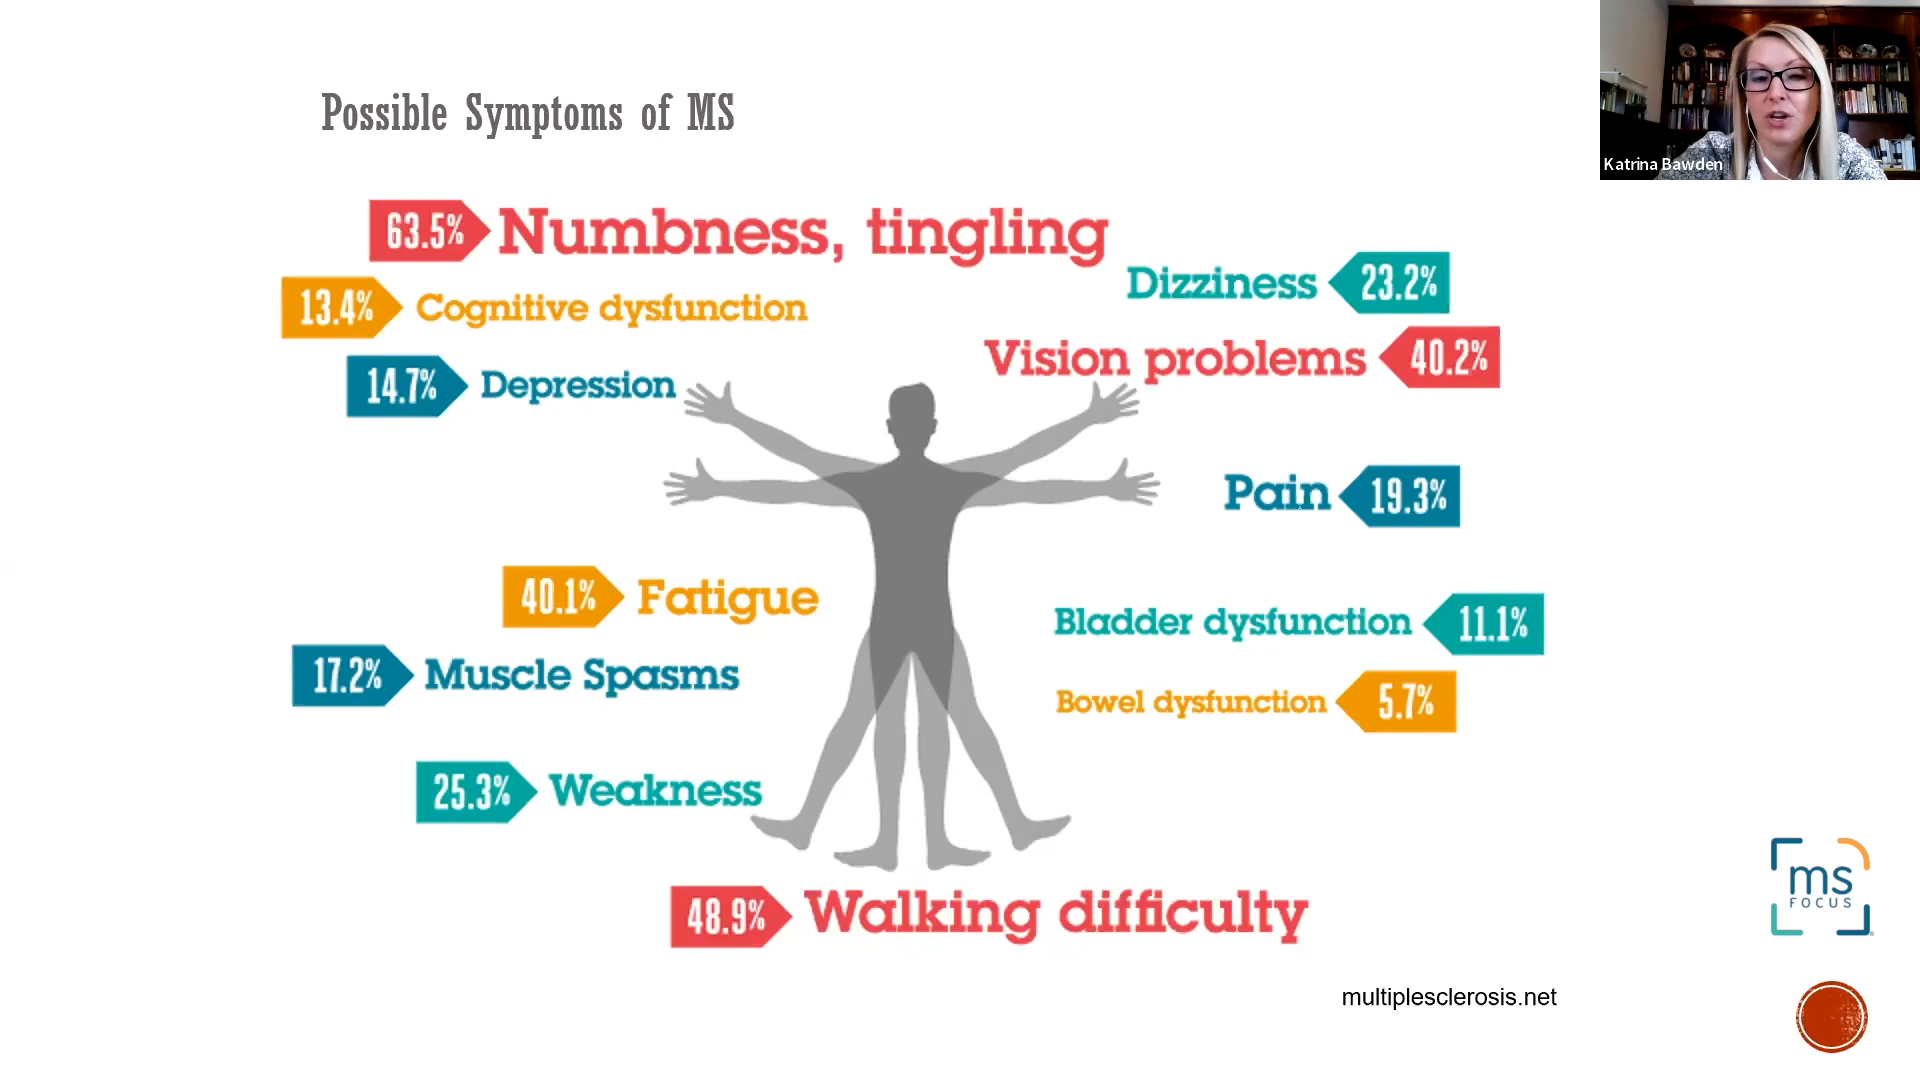 Possible Symptoms of MS
Katrina Bawden
63.5% Numbness, tingling
Dizziness 23.2%
13.4% Cognitive dysfunction
Vision problems 40.2%
14.7% Depression
Pain 19.3%
40.1% Fatigue
Bladder dysfunction 11.1%
17.2% Muscle Spasms
Bowel dysfunction 5.7%
25.3% Weakness
48.9% Walking difficulty
ms
FOCUS
multiplesclerosis.net